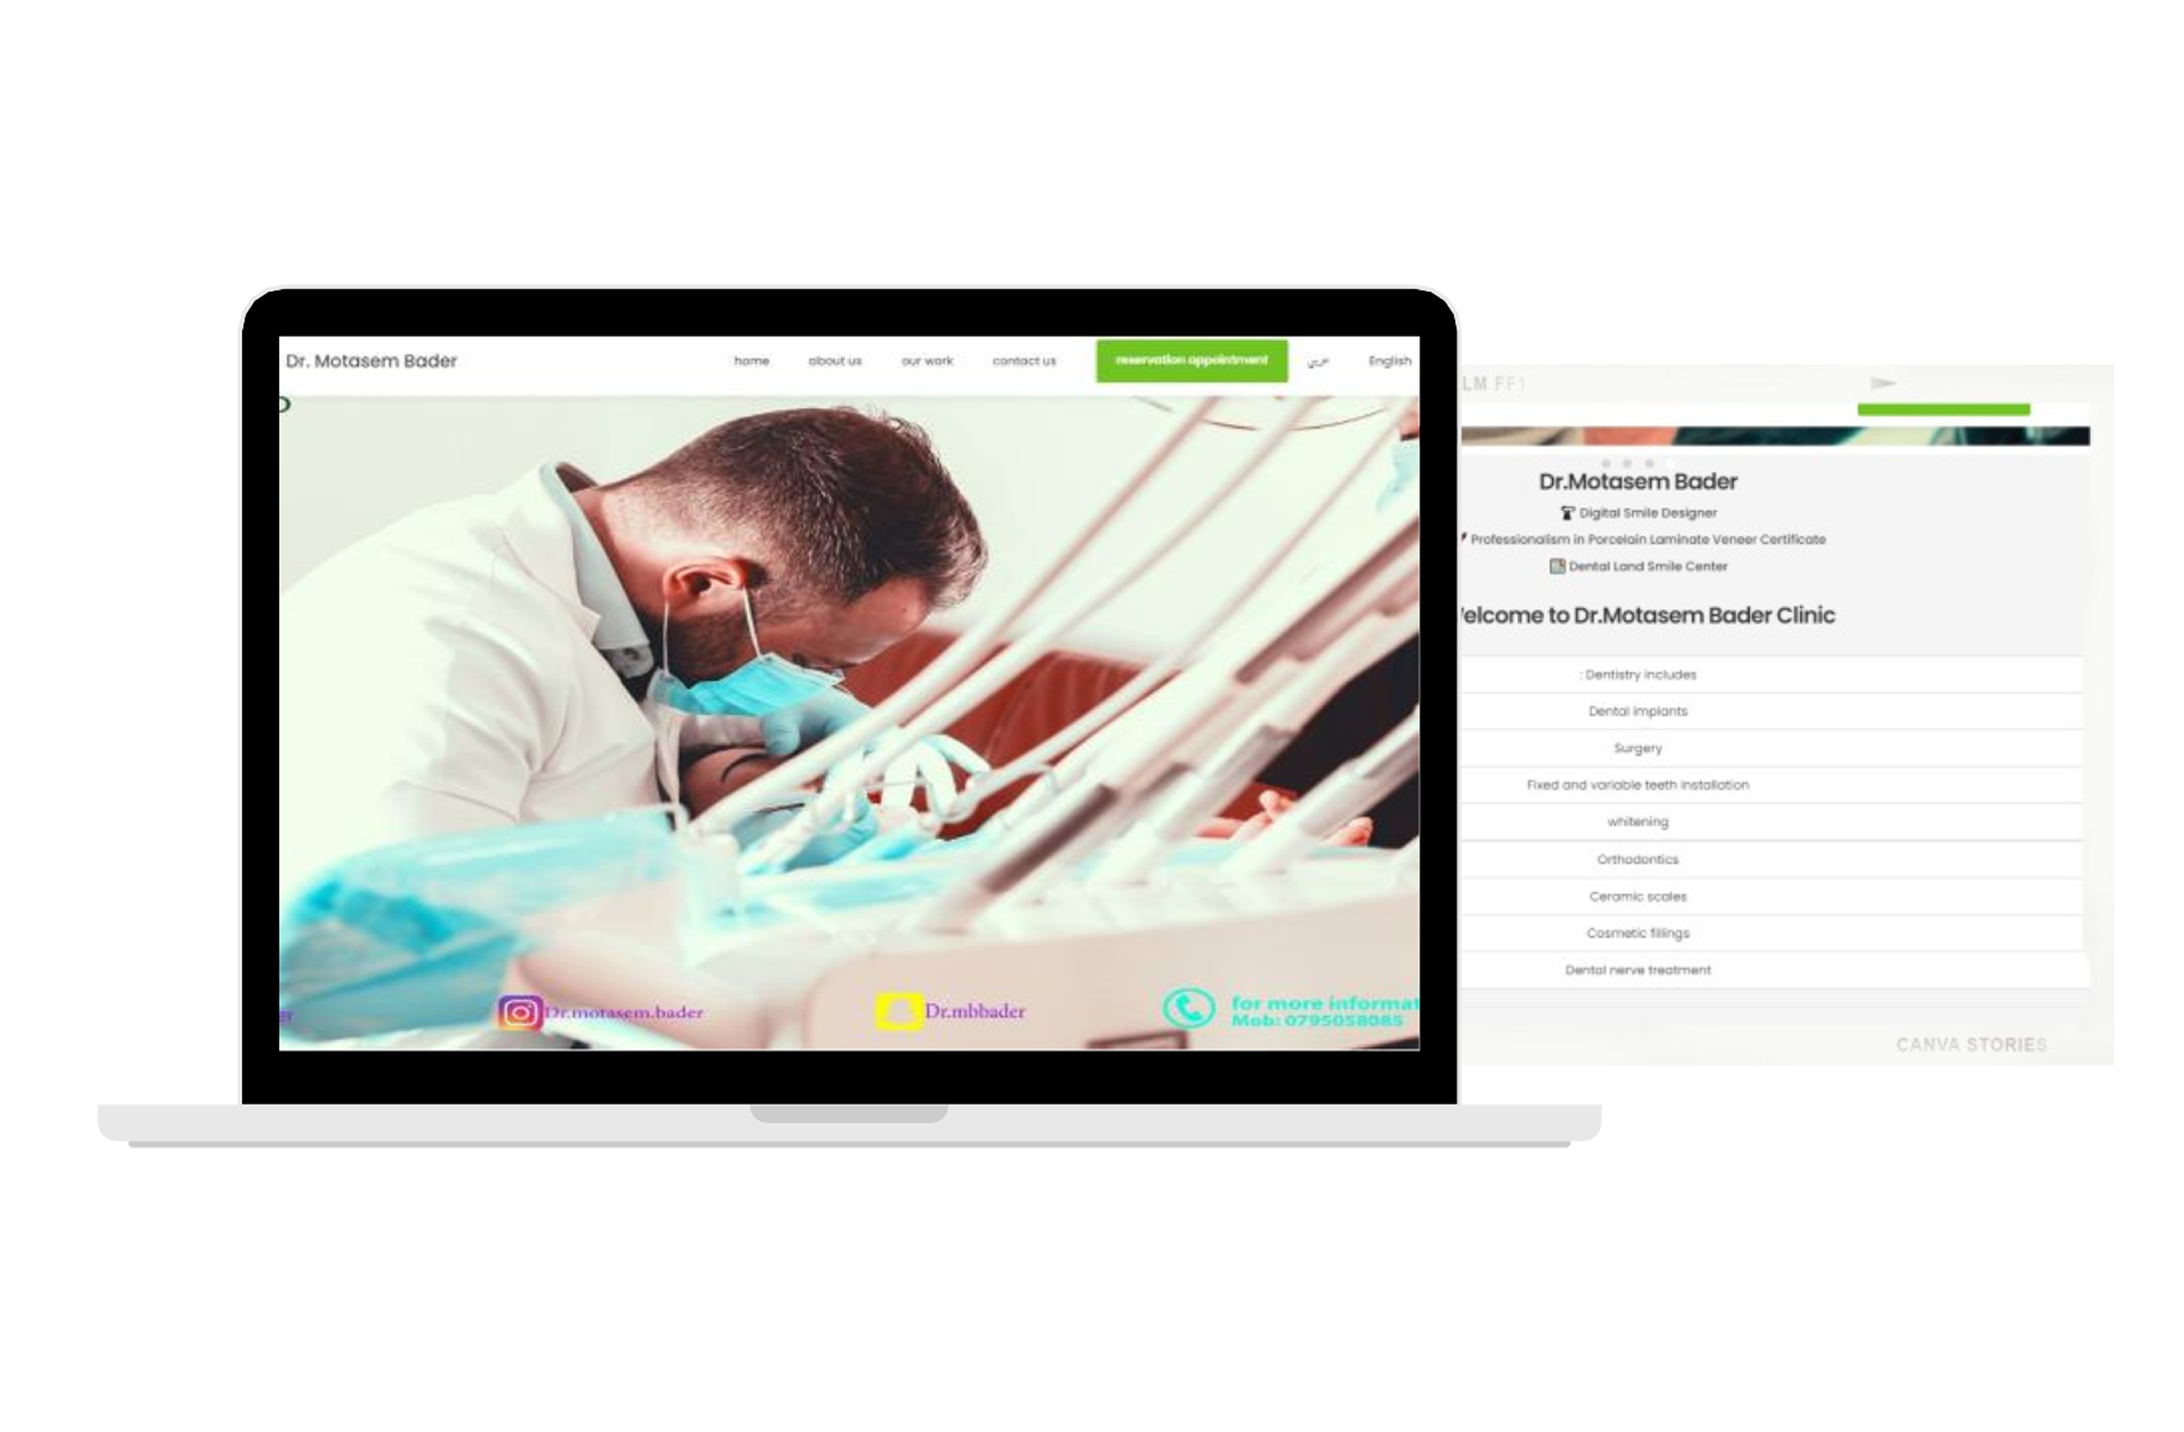 Dr. Motasem Bader
home
about us
our work
contact us
reservation appointment
عربي
English
Dr.motasem.bader
Dr.mbbader
for more informat
Mob: 0795058085
LM FF1
Dr.Motasem Bader
Digital Smile Designer
Professionalism in Porcelain Laminate Veneer Certificate
Dental Land Smile Center
elcome to Dr.Motasem Bader Clinic
: Dentistry includes
Dental implants
Surgery
Fixed and variable teeth installation
whitening
Orthodontics
Ceramic scales
Cosmetic fillings
Dental nerve treatment
CANVA STORIES